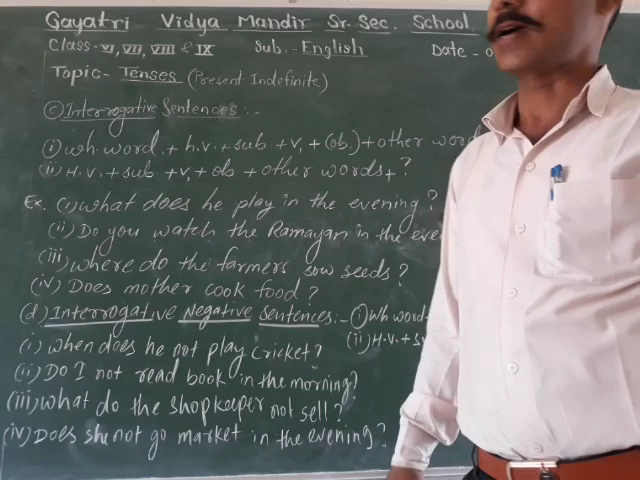 Gayatri Vidya Mandir Sr. Sec. School
Class - VI, VII, VIII & IX Sub. - English Date - 0
Topic - Tenses (Present Indefinite)
(c) Interrogative Sentences :-
(i) Wh. word + h.v. + sub + V₁ + (ob.) + other word
(ii) H.V. + sub. + V₁ + ob + other words + ?
Ex. (i) What does he play in the evening?
(ii) Do you watch the Ramayan in the eve
(iii) Where do the farmers sow seeds?
(iv) Does mother cook food?
(d) Interrogative Negative Sentences. - (i) Wh word
(ii) H.V. + S
(i) When does he not play cricket?
(ii) Do I not read book in the morning?
(iii) What do the shopkeeper not sell?
(iv) Does she not go market in the evening?